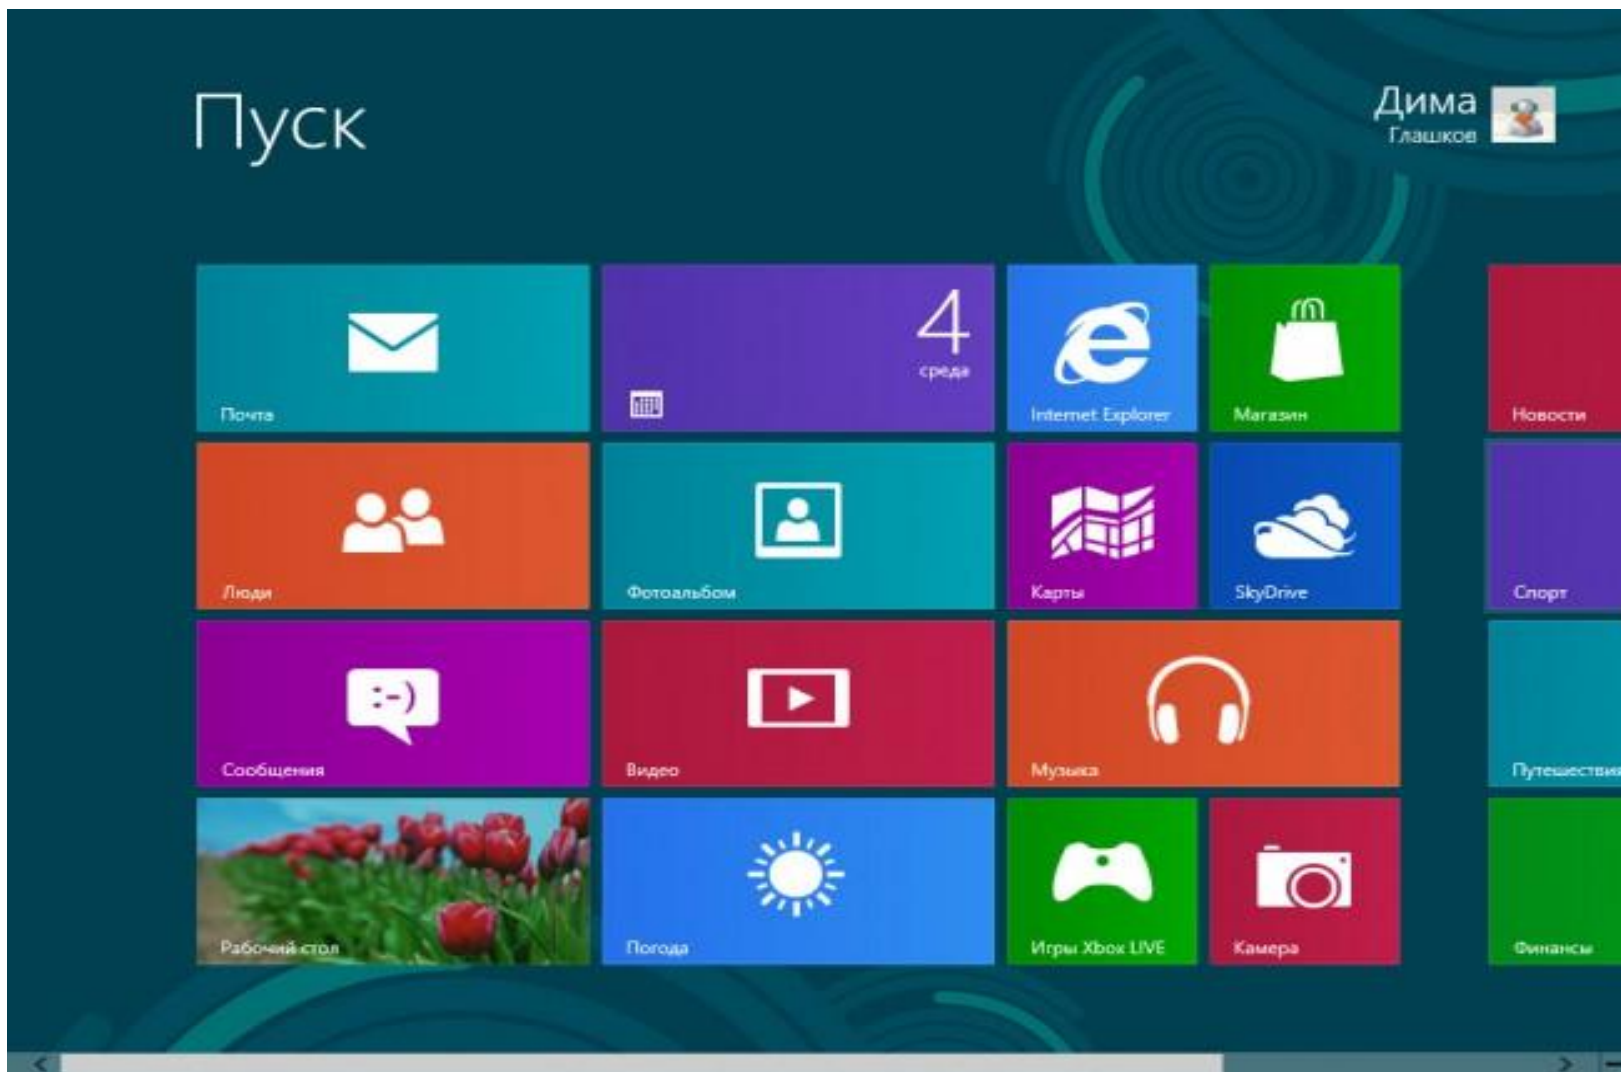 Пуск
Дима
Глашков
Почта
4
среда
Internet Explorer
Магазин
Новости
Люди
Фотоальбом
Карты
SkyDrive
Спорт
Сообщения
:-)
Видео
Музыка
Путешествия
Рабочий стол
Погода
Игры Xbox LIVE
Камера
Финансы